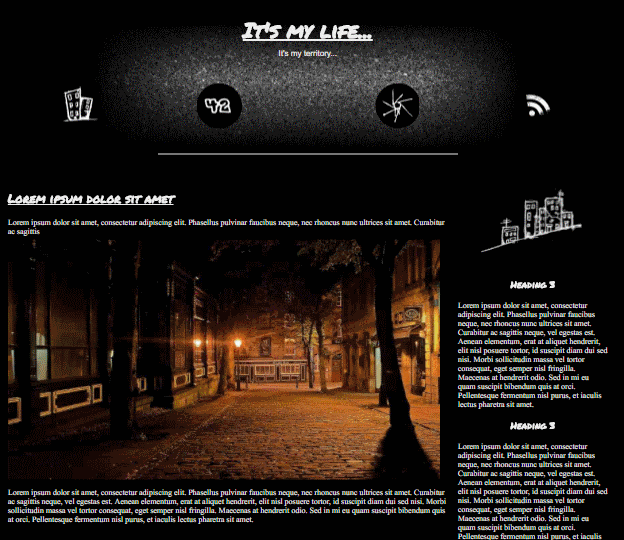 It's my life...
It's my territory...
42
Lorem ipsum dolor sit amet
Lorem ipsum dolor sit amet, consectetur adipiscing elit. Phasellus pulvinar faucibus neque, nec rhoncus nunc ultrices sit amet. Curabitur
ac sagittis
Lorem ipsum dolor sit amet, consectetur adipiscing elit. Phasellus pulvinar faucibus neque, nec rhoncus nunc ultrices sit amet. Curabitur
ac sagittis neque, vel egestas est. Aenean elementum, erat at aliquet hendrerit, elit nisl posuere tortor, id suscipit diam dui sed nisi. Morbi
sollicitudin massa vel tortor consequat, eget semper nisl fringilla. Maecenas at hendrerit odio. Sed in mi eu quam suscipit bibendum quis
at orci. Pellentesque fermentum nisl purus, et iaculis lectus pharetra sit amet.
Heading 3
Lorem ipsum dolor sit amet, consectetur
adipiscing elit. Phasellus pulvinar faucibus
neque, nec rhoncus nunc ultrices sit amet.
Curabitur ac sagittis neque, vel egestas est.
Aenean elementum, erat at aliquet hendrerit,
elit nisl posuere tortor, id suscipit diam dui sed
nisi. Morbi sollicitudin massa vel tortor
consequat, eget semper nisl fringilla.
Maecenas at hendrerit odio. Sed in mi eu
quam suscipit bibendum quis at orci.
Pellentesque fermentum nisl purus, et iaculis
lectus pharetra sit amet.
Heading 3
Lorem ipsum dolor sit amet, consectetur
adipiscing elit. Phasellus pulvinar faucibus
neque, nec rhoncus nunc ultrices sit amet.
Curabitur ac sagittis neque, vel egestas est.
Aenean elementum, erat at aliquet hendrerit,
elit nisl posuere tortor, id suscipit diam dui sed
nisi. Morbi sollicitudin massa vel tortor
consequat, eget semper nisl fringilla.
Maecenas at hendrerit odio. Sed in mi eu
quam suscipit bibendum quis at orci.
Pellentesque fermentum nisl purus, et iaculis